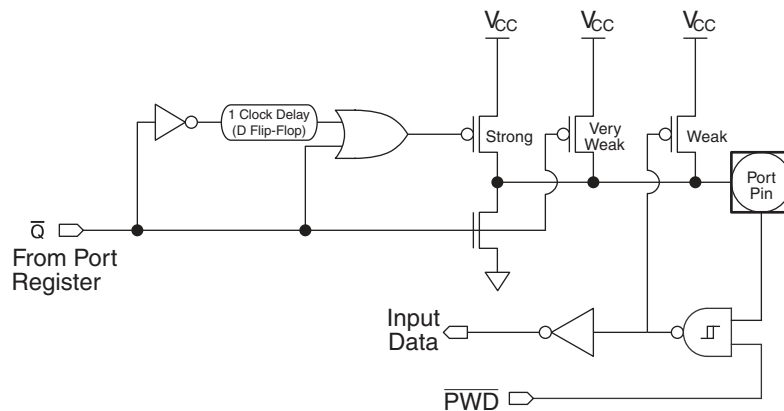 VCC
VCC
VCC
1 Clock Delay
(D Flip-Flop)
Strong
Very
Weak
Weak
Port
Pin
Q̅
From Port
Register
Input
Data
P̅W̅D̅